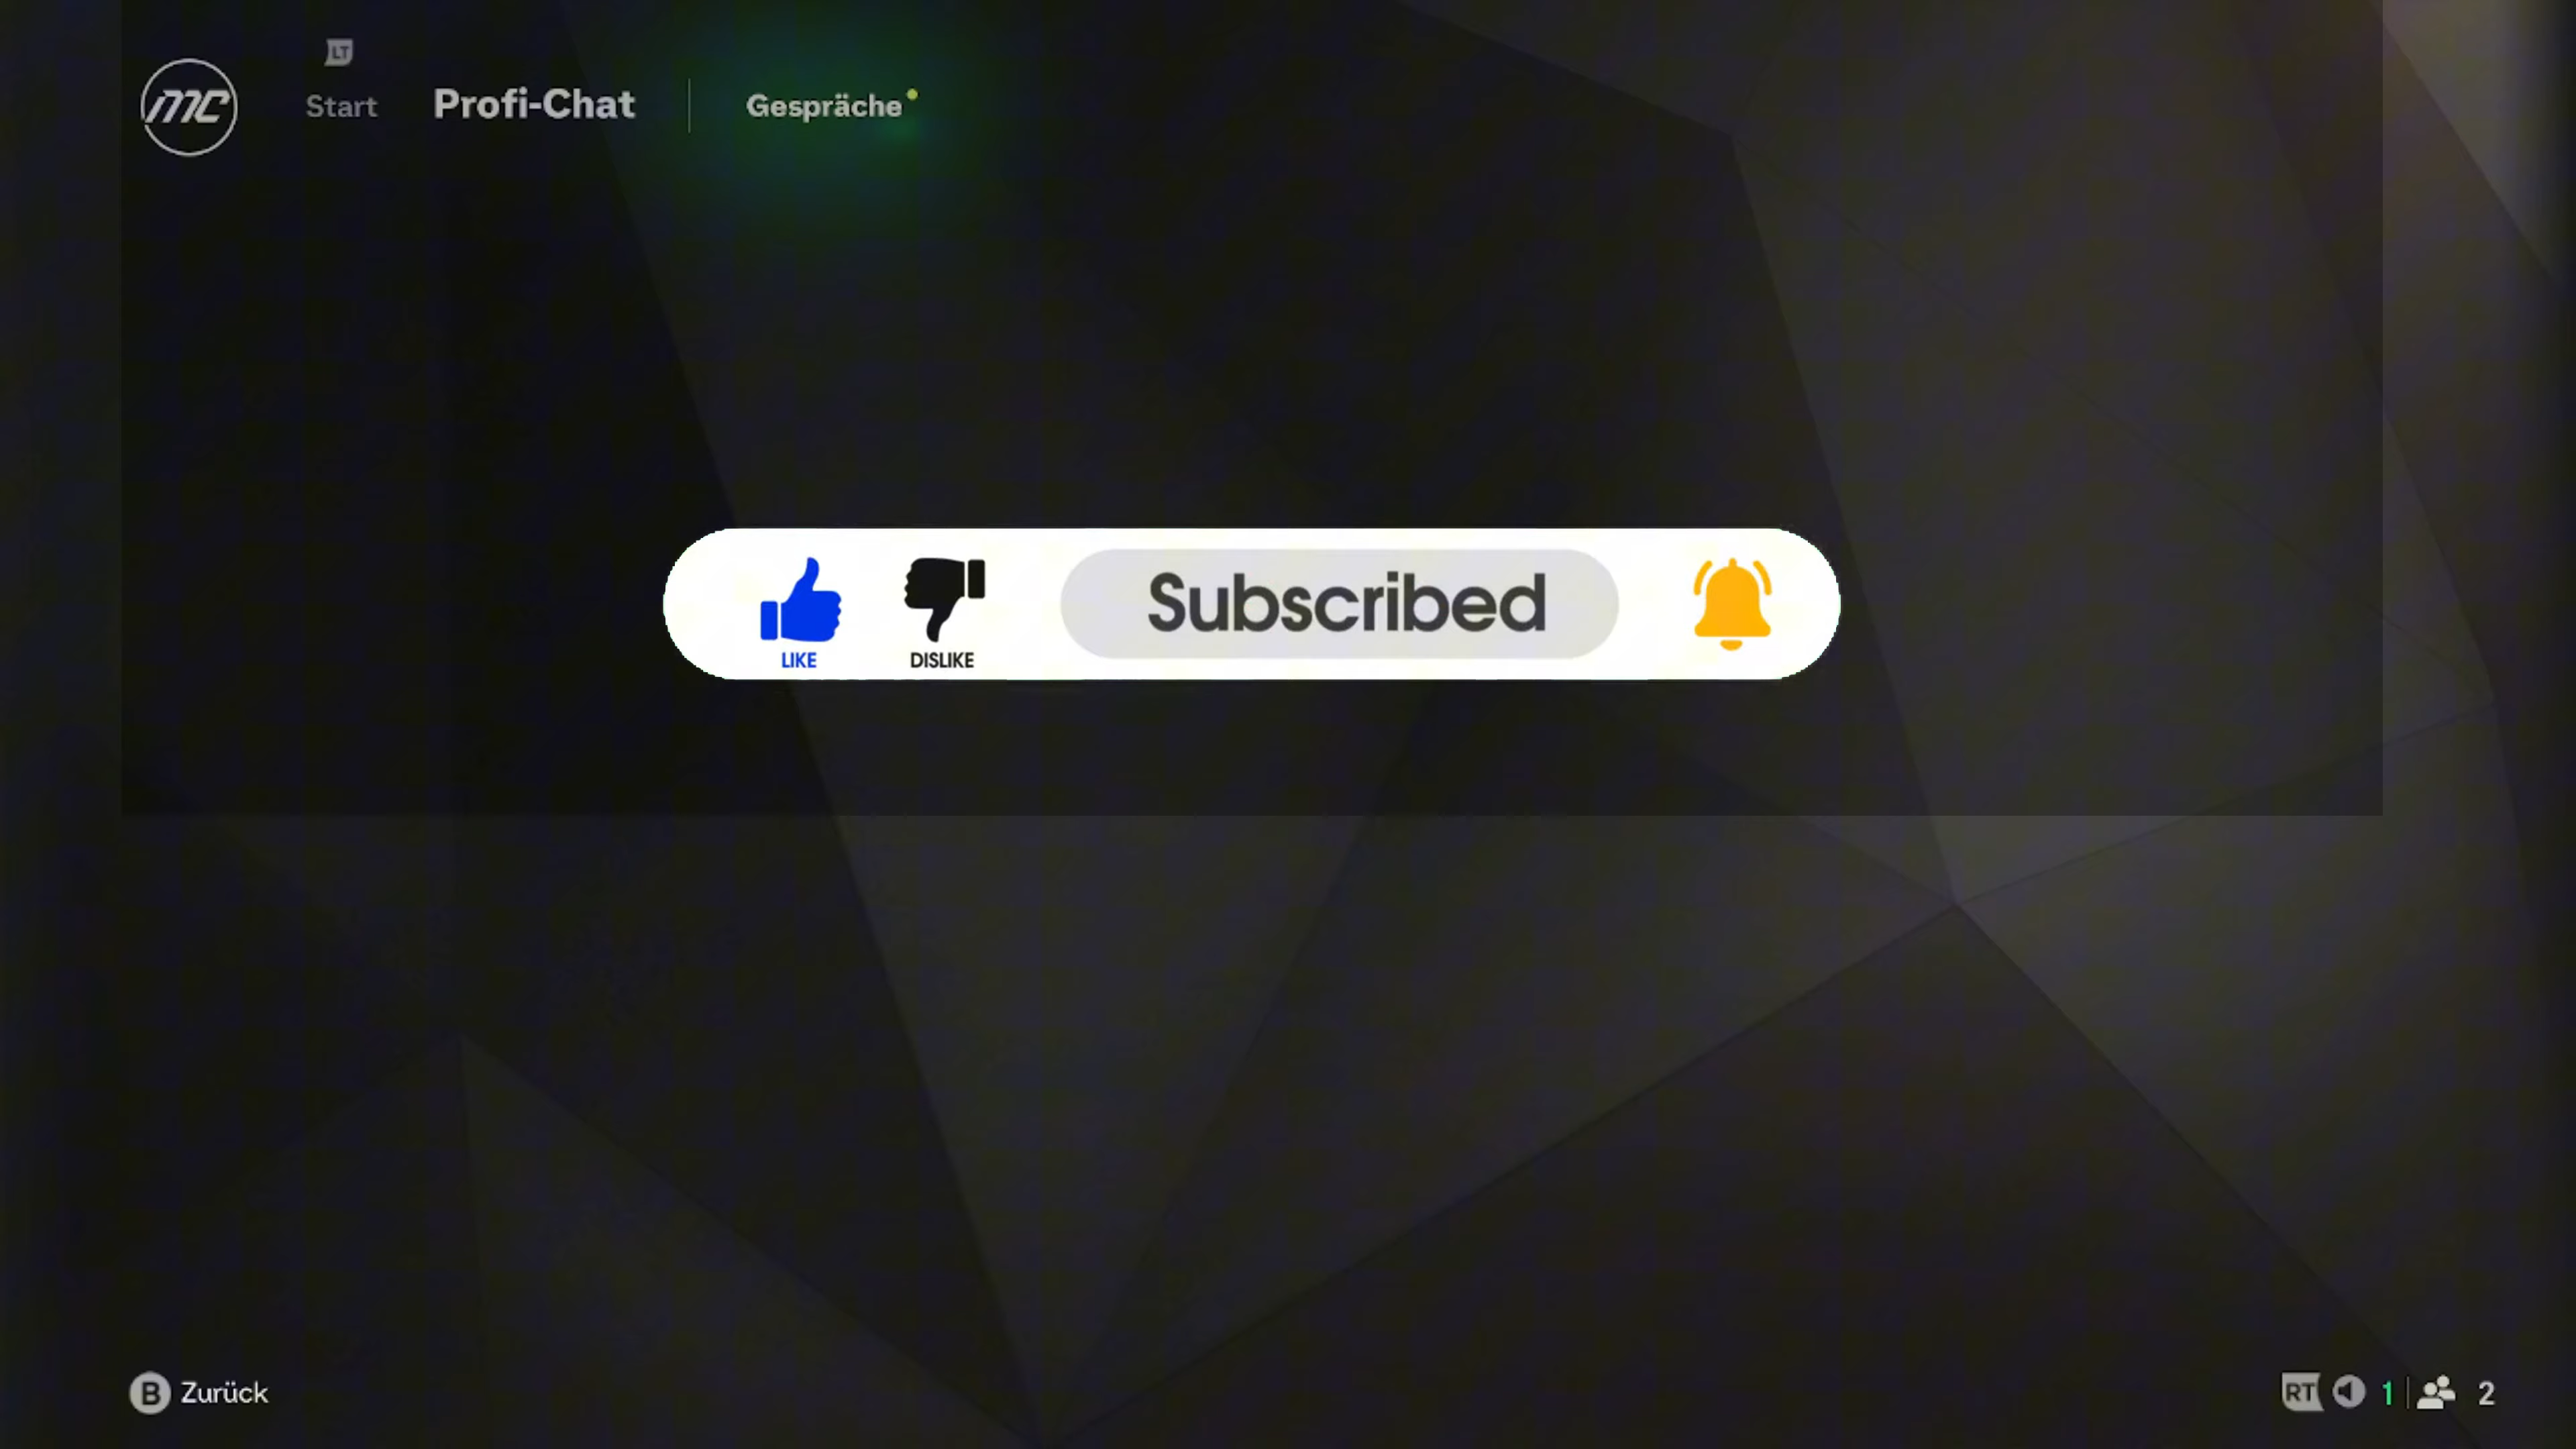 LT
MC Start Profi-Chat Gespräche
Subscribed
LIKE DISLIKE
B Zurück
RT 1 2